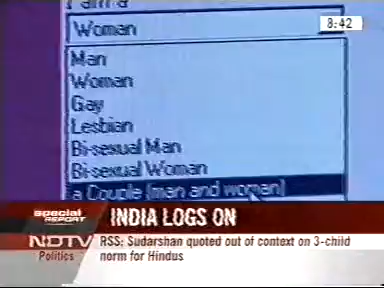 I am a
8:42
Woman
Man
Woman
Gay
Lesbian
Bi-sexual Man
Bi-sexual Woman
a Couple (man and woman)
special
REPORT
INDIA LOGS ON
NDTV
Politics
RSS: Sudarshan quoted out of context on 3-child
norm for Hindus